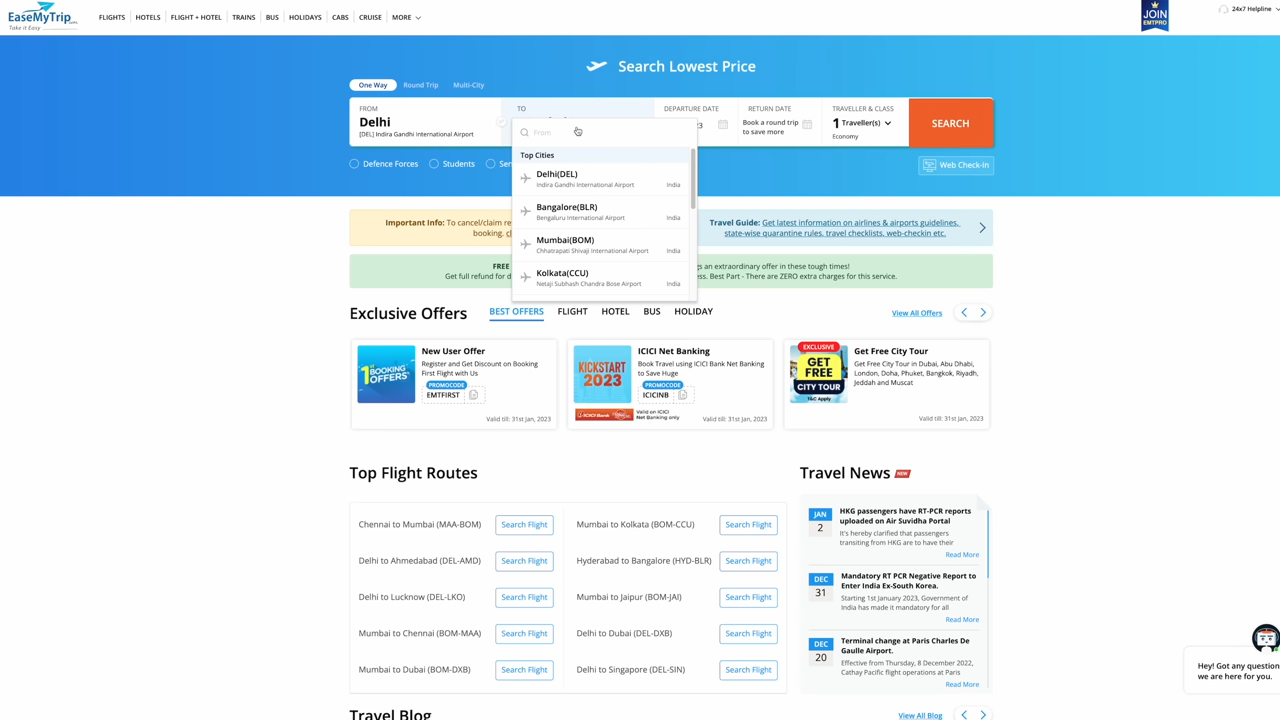 EaseMyTrip.com
Take it Easy
FLIGHTS
HOTELS
FLIGHT + HOTEL
TRAINS
BUS
HOLIDAYS
CABS
CRUISE
MORE
JOIN
EMTPRO
24x7 Helpline
Search Lowest Price
One Way
Round Trip
Multi-City
FROM
Delhi
[DEL] Indira Gandhi International Airport
TO
DEPARTURE DATE
RETURN DATE
Book a round trip
to save more
TRAVELLER & CLASS
1 Traveller(s)
Economy
SEARCH
From
Top Cities
Delhi(DEL)
Indira Gandhi International Airport
India
Bangalore(BLR)
Bengaluru International Airport
India
Mumbai(BOM)
Chhatrapati Shivaji International Airport
India
Kolkata(CCU)
Netaji Subhash Chandra Bose Airport
India
Defence Forces
Students
Web Check-In
Important Info: To cancel/claim re
booking.
Travel Guide: Get latest information on airlines & airports guidelines,
state-wise quarantine rules, travel checklists, web-checkin etc.
FREE
gs an extraordinary offer in these tough times!
Get full refund for d
ess. Best Part - There are ZERO extra charges for this service.
Exclusive Offers
BEST OFFERS
FLIGHT
HOTEL
BUS
HOLIDAY
View All Offers
1st BOOKING
OFFERS
New User Offer
Register and Get Discount on Booking
First Flight with Us
PROMOCODE
EMTFIRST
Valid till: 31st Jan, 2023
KICKSTART
2023
ICICI Net Banking
Book Travel using ICICI Bank Net Banking
to Save Huge
PROMOCODE
ICICINB
ICICI Bank
Valid on ICICI
Net Banking only
Valid till: 31st Jan, 2023
EXCLUSIVE
GET
FREE
CITY TOUR
T&C Apply
Get Free City Tour
Get Free City Tour in Dubai, Abu Dhabi,
London, Doha, Phuket, Bangkok, Riyadh,
Jeddah and Muscat
Valid till: 31st Jan, 2023
Top Flight Routes
Chennai to Mumbai (MAA-BOM)
Search Flight
Mumbai to Kolkata (BOM-CCU)
Search Flight
Delhi to Ahmedabad (DEL-AMD)
Search Flight
Hyderabad to Bangalore (HYD-BLR)
Search Flight
Delhi to Lucknow (DEL-LKO)
Search Flight
Mumbai to Jaipur (BOM-JAI)
Search Flight
Mumbai to Chennai (BOM-MAA)
Search Flight
Delhi to Dubai (DEL-DXB)
Search Flight
Mumbai to Dubai (BOM-DXB)
Search Flight
Delhi to Singapore (DEL-SIN)
Search Flight
Travel News
NEW
JAN
2
HKG passengers have RT-PCR reports
uploaded on Air Suvidha Portal
It's hereby clarified that passengers
transiting from HKG are to have their
Read More
DEC
31
Mandatory RT PCR Negative Report to
Enter India Ex-South Korea.
Starting 1st January 2023, Government of
India has made it mandatory for all
Read More
DEC
20
Terminal change at Paris Charles De
Gaulle Airport.
Effective from Thursday, 8 December 2022,
Cathay Pacific flight operations at Paris
Read More
Hey! Got any question
we are here for you.
Travel Blog
View All Blog